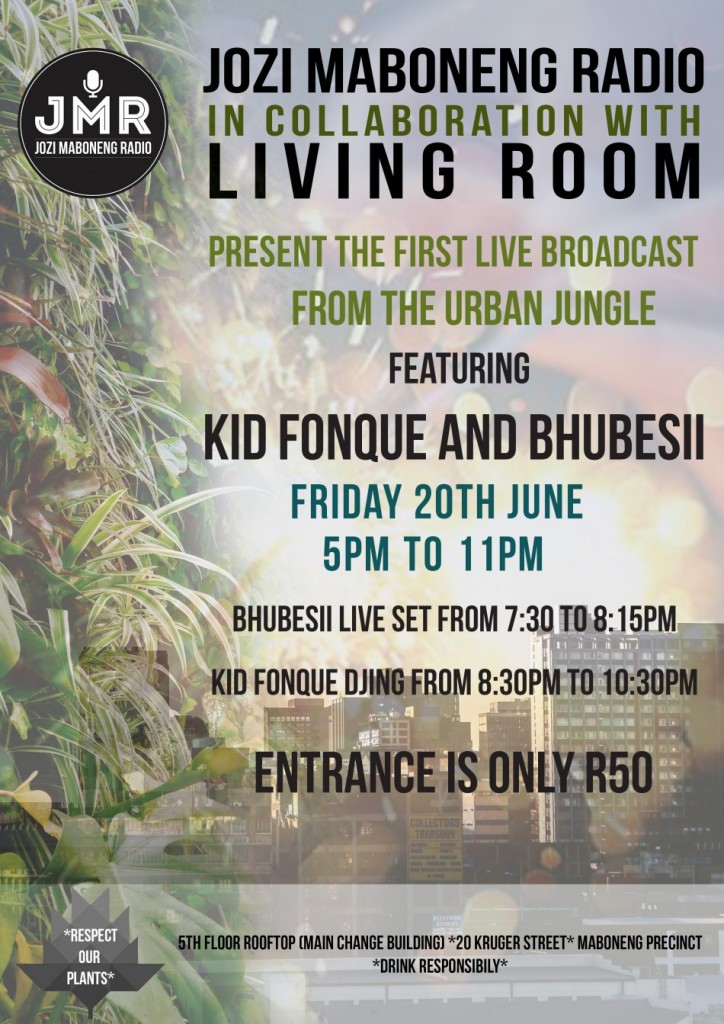 JMR
JOZI MABONENG RADIO
JOZI MABONENG RADIO
IN COLLABORATION WITH
LIVING ROOM
PRESENT THE FIRST LIVE BROADCAST
FROM THE URBAN JUNGLE
FEATURING
KID FONQUE AND BHUBESII
FRIDAY 20TH JUNE
5PM TO 11PM
BHUBESII LIVE SET FROM 7:30 TO 8:15PM
KID FONQUE DJING FROM 8:30PM TO 10:30PM
ENTRANCE IS ONLY R50
COLLECTORS
TREASURY
*RESPECT
OUR
PLANTS*
5TH FLOOR ROOFTOP (MAIN CHANGE BUILDING) *20 KRUGER STREET* MABONENG PRECINCT
*DRINK RESPONSIBILY*